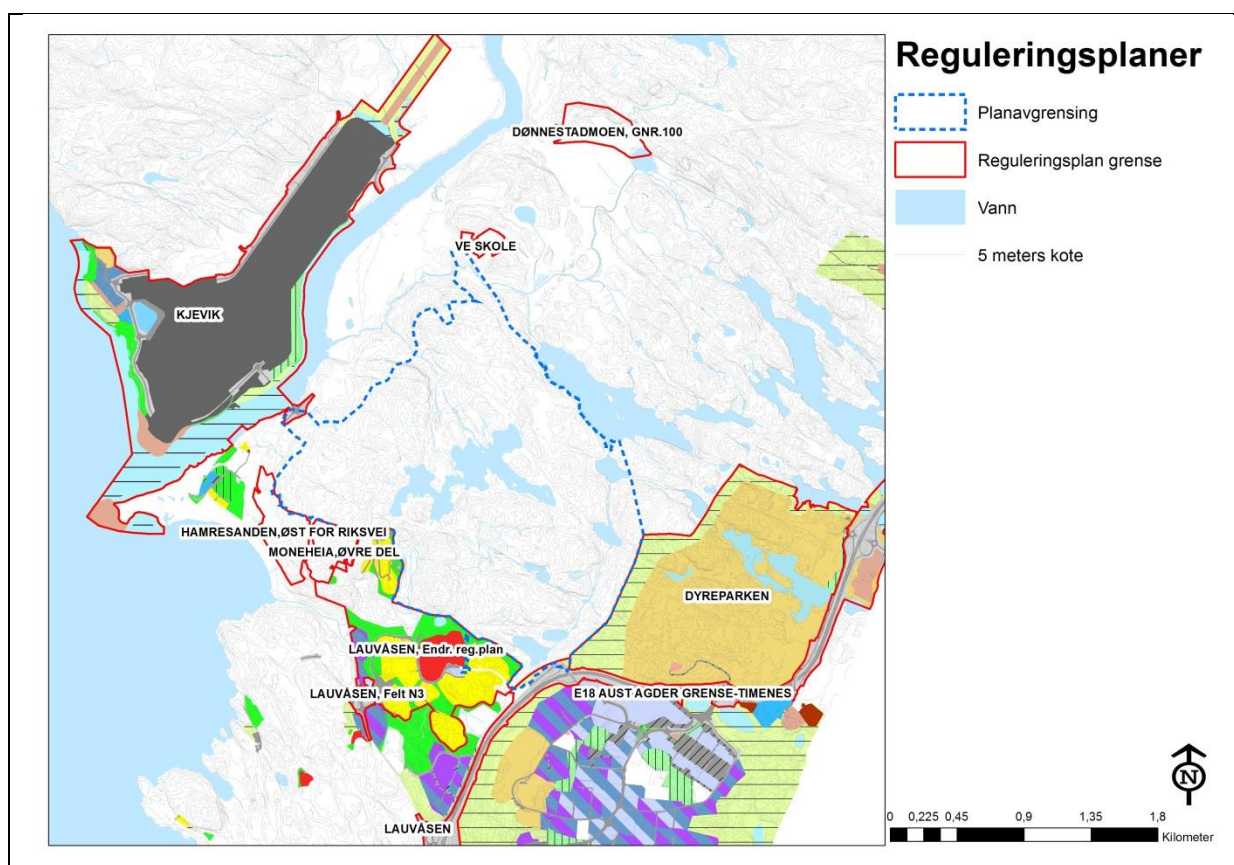 Reguleringsplaner
Planavgrensing
Reguleringsplan grense
Vann
5 meters kote
DØNNESTADMOEN, GNR.100
VE SKOLE
KJEVIK
HAMRESANDEN,ØST FOR RIKSVEI
MONEHEIA,ØVRE DEL
DYREPARKEN
LAUVÅSEN, Endr. reg.plan
LAUVÅSEN, Felt N3
E18 AUST AGDER GRENSE-TIMENES
LAUVÅSEN
N
0 0,225 0,45 0,9 1,35 1,8
Kilometer